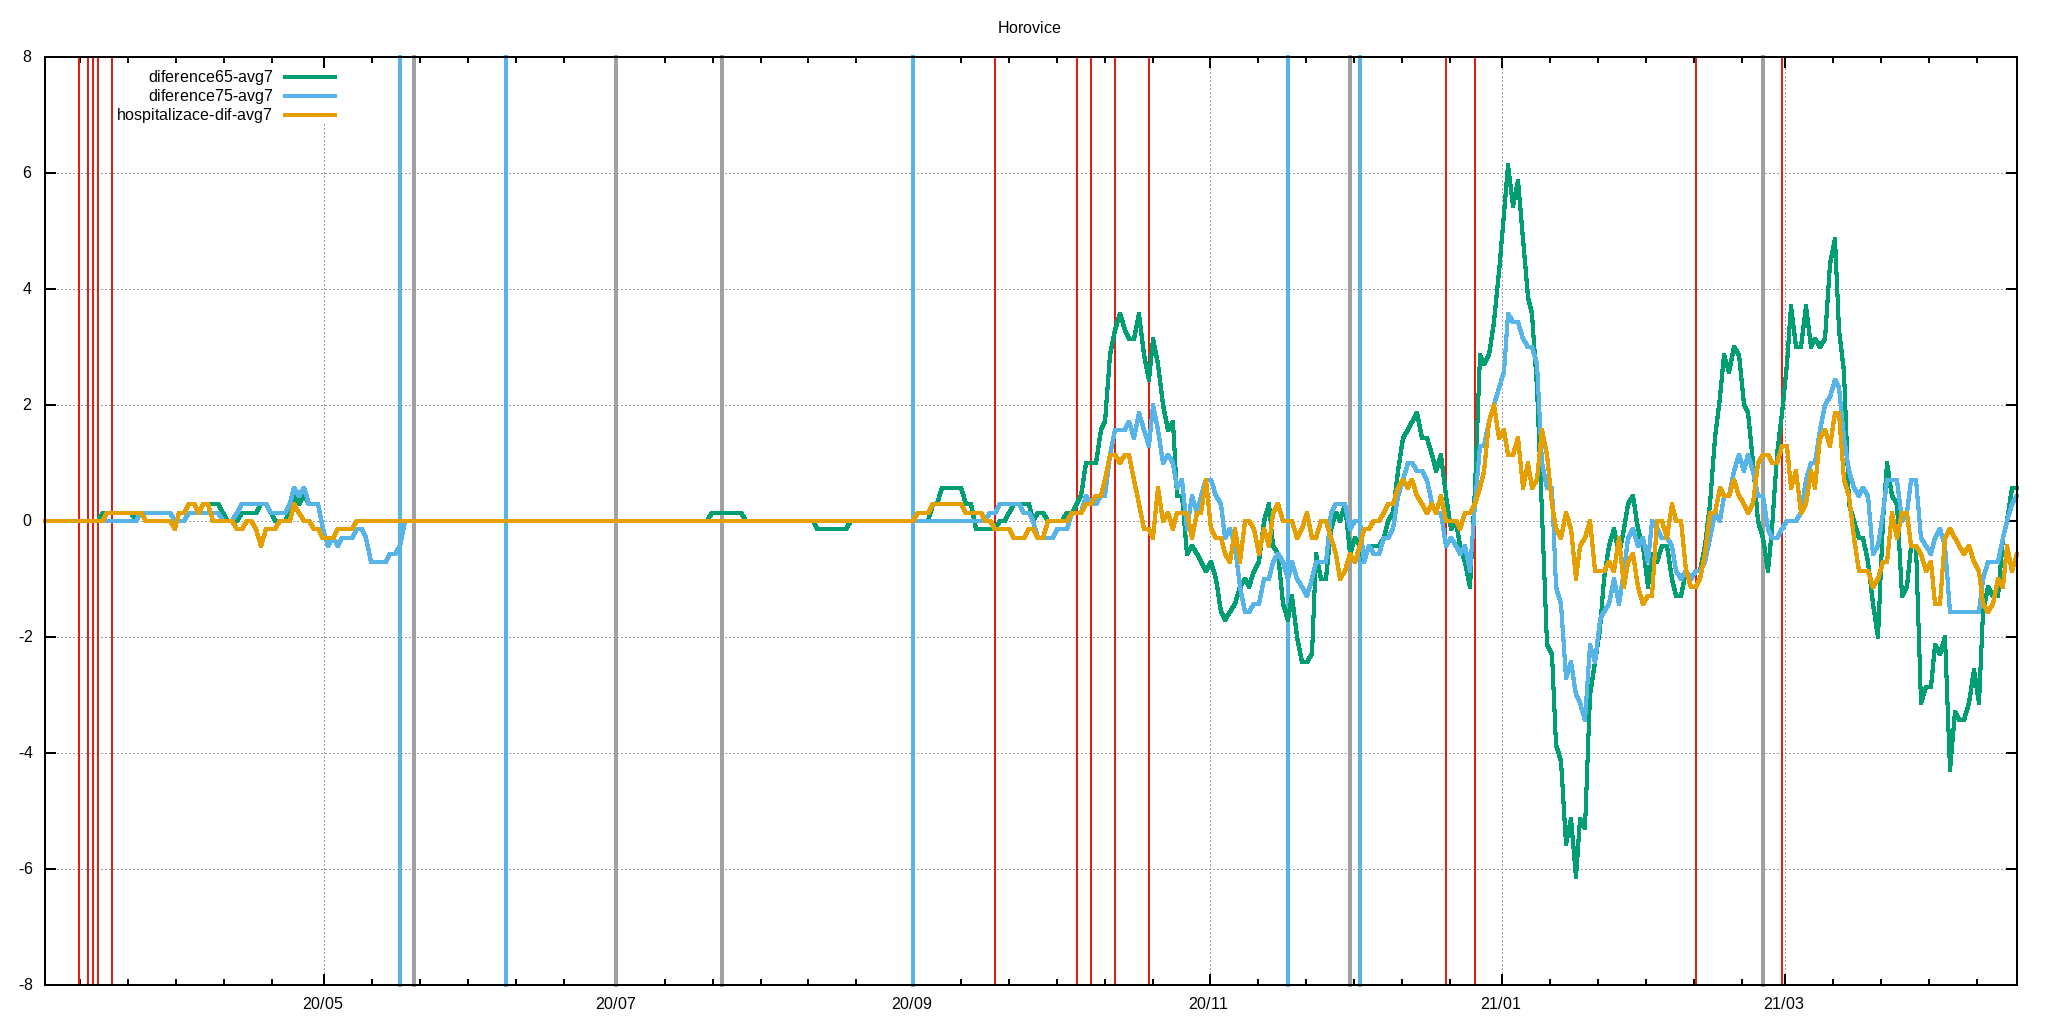 Horovice
diference65-avg7
diference75-avg7
hospitalizace-dif-avg7
8
6
4
2
0
-2
-4
-6
-8
20/05 20/07 20/09 20/11 21/01 21/03